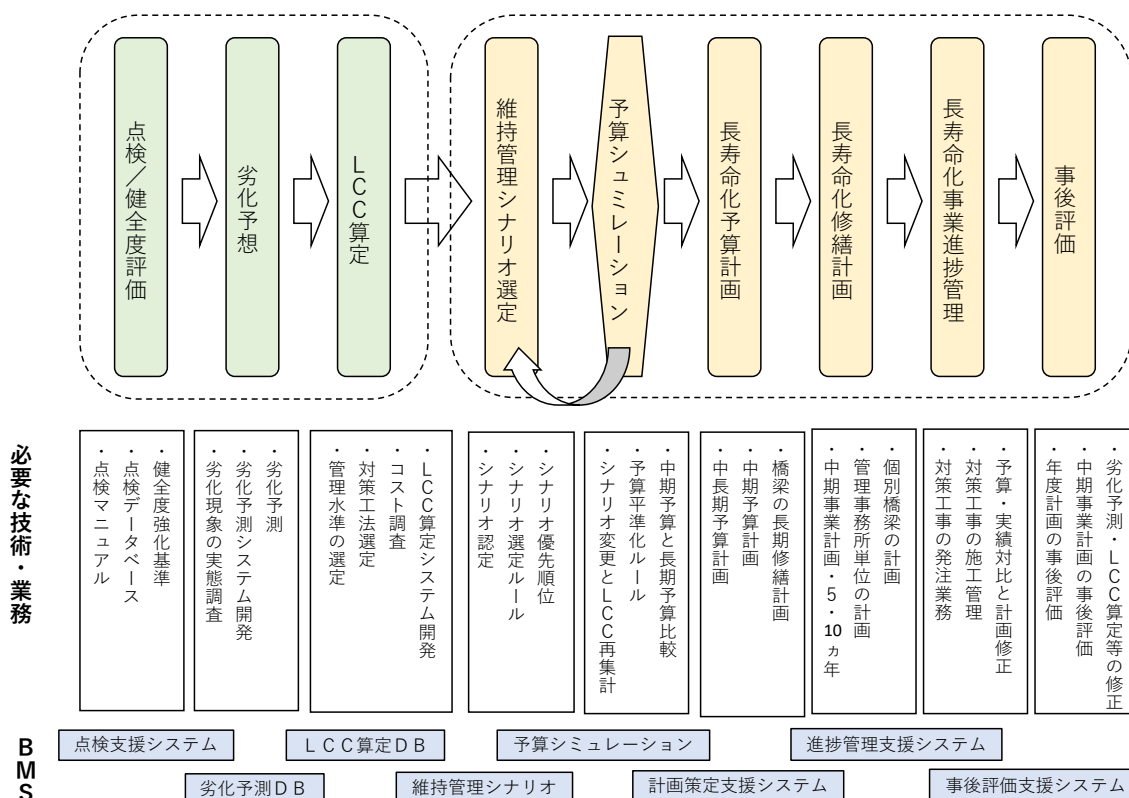 点検／健全度評価
劣化予想
LCC算定
維持管理シナリオ選定
予算シュミレーション
長寿命化予算計画
長寿命化修繕計画
長寿命化事業進捗管理
事後評価
必要な技術・業務
・健全度強化基準
・点検データベース
・点検マニュアル
・劣化予測
・劣化予測システム開発
・劣化現象の実態調査
・LCC算定システム開発
・コスト調査
・対策工法選定
・管理水準の選定
・シナリオ優先順位
・シナリオ選定ルール
・シナリオ認定
・中期予算と長期予算比較
・予算平準化ルール
・シナリオ変更とLCC再集計
・橋梁の長期修繕計画
・中期予算計画
・中長期予算計画
・個別橋梁の計画
・管理事務所単位の計画
・中期事業計画・5・10ヵ年
・予算・実績対比と計画修正
・対策工事の施工管理
・対策工事の発注業務
・劣化予測・LCC算定等の修正
・中期事業計画の事後評価
・年度計画の事後評価
BMS
点検支援システム
LCC算定DB
予算シミュレーション
進捗管理支援システム
劣化予測DB
維持管理シナリオ
計画策定支援システム
事後評価支援システム